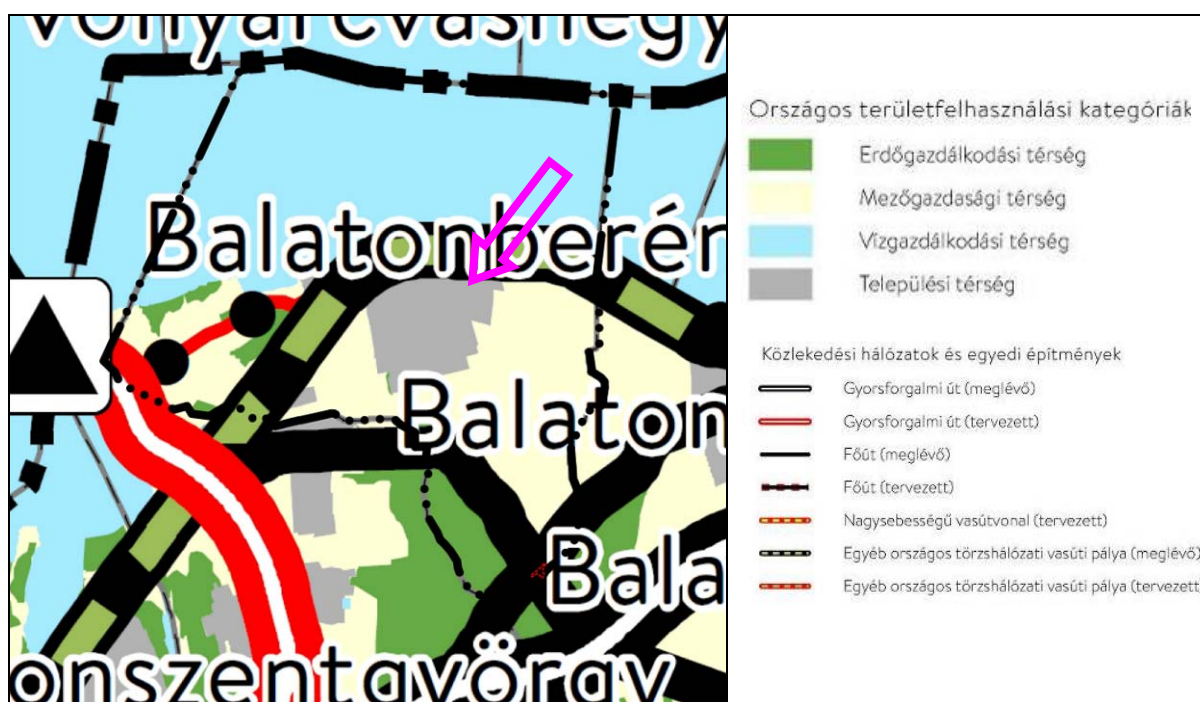 Vonyarcvashegy
Balatonberén
Balaton
Bala
onszentgyörgy
Országos területfelhasználási kategóriák
Erdőgazdálkodási térség
Mezőgazdasági térség
Vízgazdálkodási térség
Települési térség
Közlekedési hálózatok és egyedi építmények
Gyorsforgalmi út (meglévő)
Gyorsforgalmi út (tervezett)
Főút (meglévő)
Főút (tervezett)
Nagysebességű vasútvonal (tervezett)
Egyéb országos törzshálózati vasúti pálya (meglévő)
Egyéb országos törzshálózati vasúti pálya (tervezett